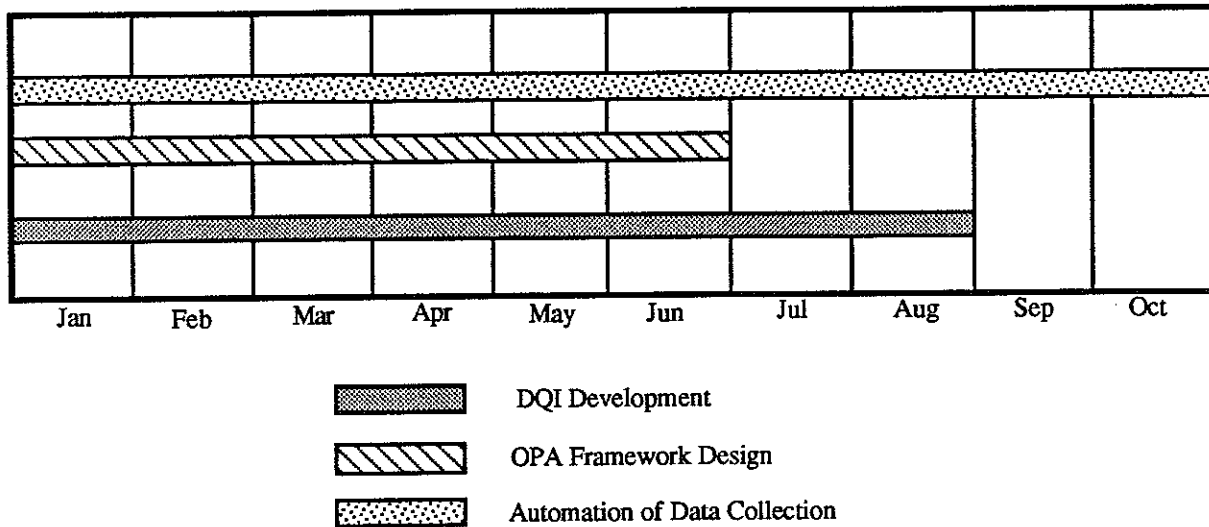 Jan Feb Mar Apr May Jun Jul Aug Sep Oct
DQI Development
OPA Framework Design
Automation of Data Collection